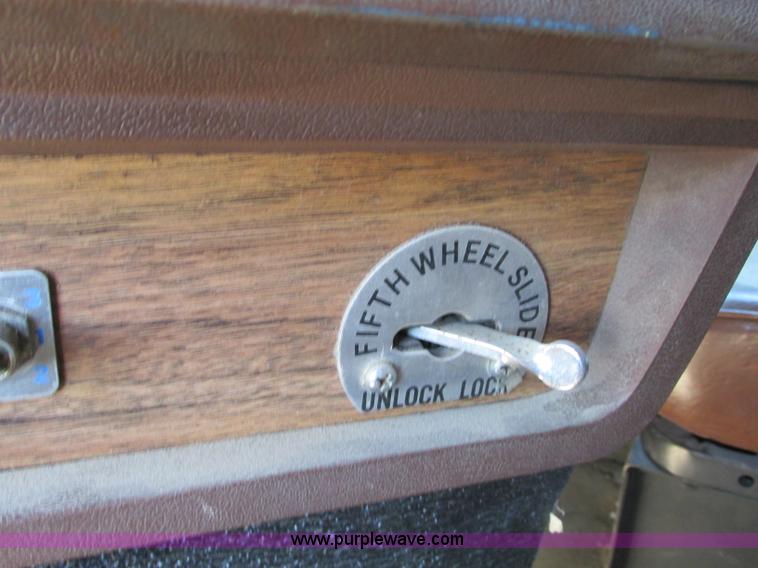 FIFTH WHEEL SLIDE
UNLOCK LOCK
www.purplewave.com